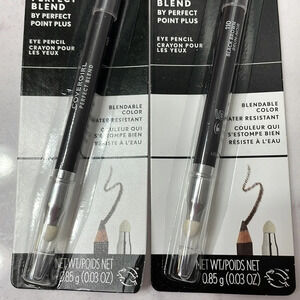 BLEND
BY PERFECT
POINT PLUS
EYE PENCIL
CRAYON POUR
LES YEUX
COVERGIRL
PERFECT BLEND
BLENDABLE
COLOR
WATER RESISTANT
COULEUR QUI
S'ESTOMPE BIEN
RÉSISTE À L'EAU
NET WT/POIDS NET
0.85 g (0.03 OZ)
BLEND
BY PERFECT
POINT PLUS
EYE PENCIL
CRAYON POUR
LES YEUX
BLENDABLE
COLOR
WATER RESISTANT
COULEUR QUI
S'ESTOMPE BIEN
RÉSISTE À L'EAU
NET WT/POIDS NET
0.85 g (0.03 OZ)